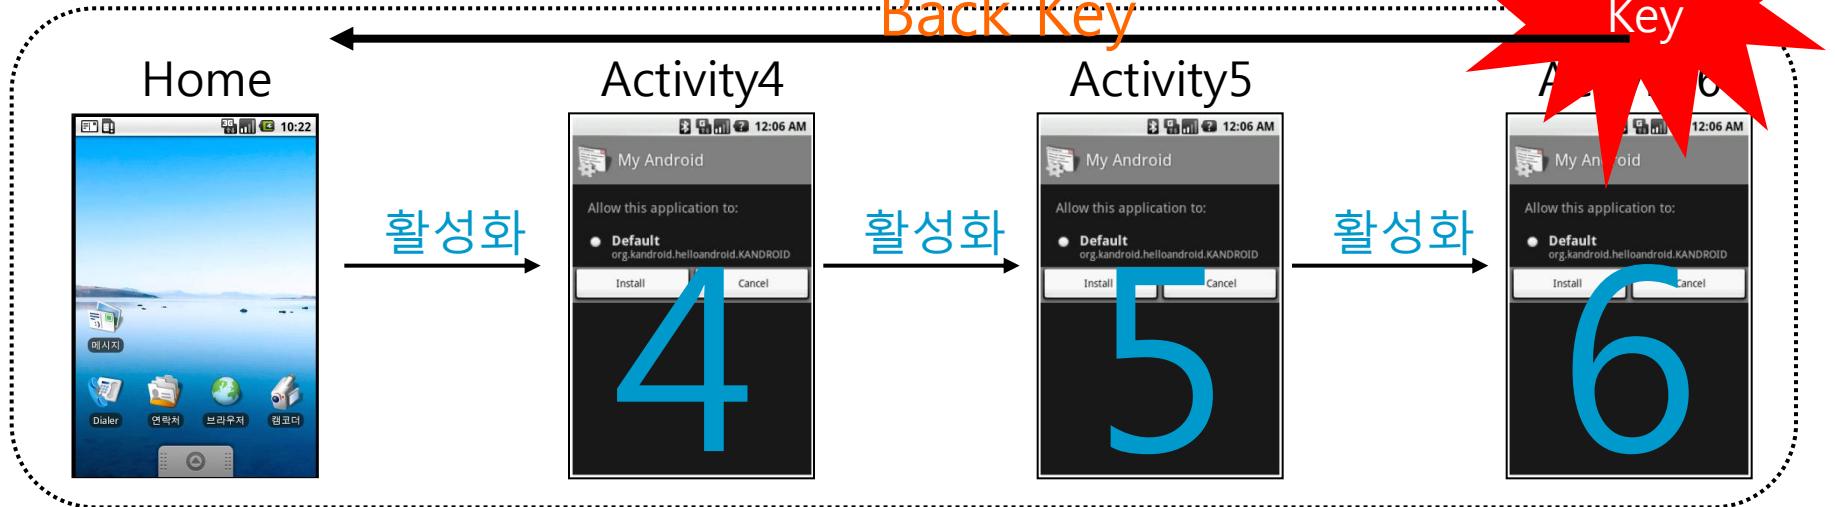 Back Key
Key
Home
Activity4
Activity5
10:22
메시지
Dialer
연락처
브라우저
캠코더
활성화
12:06 AM
My Android
Allow this application to:
Default
org.kandroid.helloandroid.KANDROID
Install
Cancel
4
활성화
12:06 AM
My Android
Allow this application to:
Default
org.kandroid.helloandroid.KANDROID
Install
Cancel
5
활성화
12:06 AM
My Android
Allow this application to:
Default
org.kandroid.helloandroid.KANDROID
Install
Cancel
6